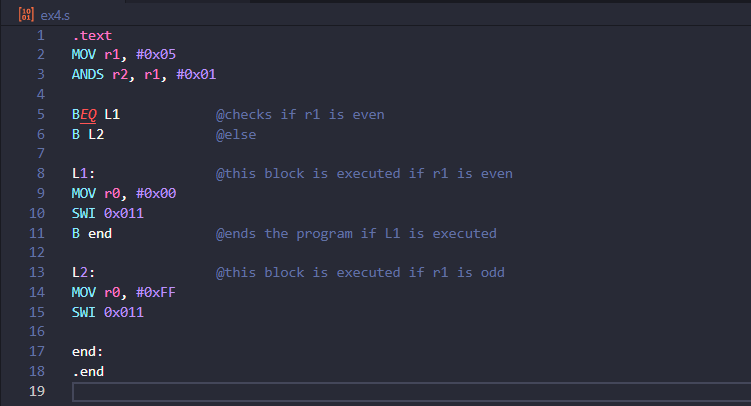 10
01 ex4.s
1 .text
2 MOV r1, #0x05
3 ANDS r2, r1, #0x01
4
5 BEQ L1 @checks if r1 is even
6 B L2 @else
7
8 L1: @this block is executed if r1 is even
9 MOV r0, #0x00
10 SWI 0x011
11 B end @ends the program if L1 is executed
12
13 L2: @this block is executed if r1 is odd
14 MOV r0, #0xFF
15 SWI 0x011
16
17 end:
18 .end
19